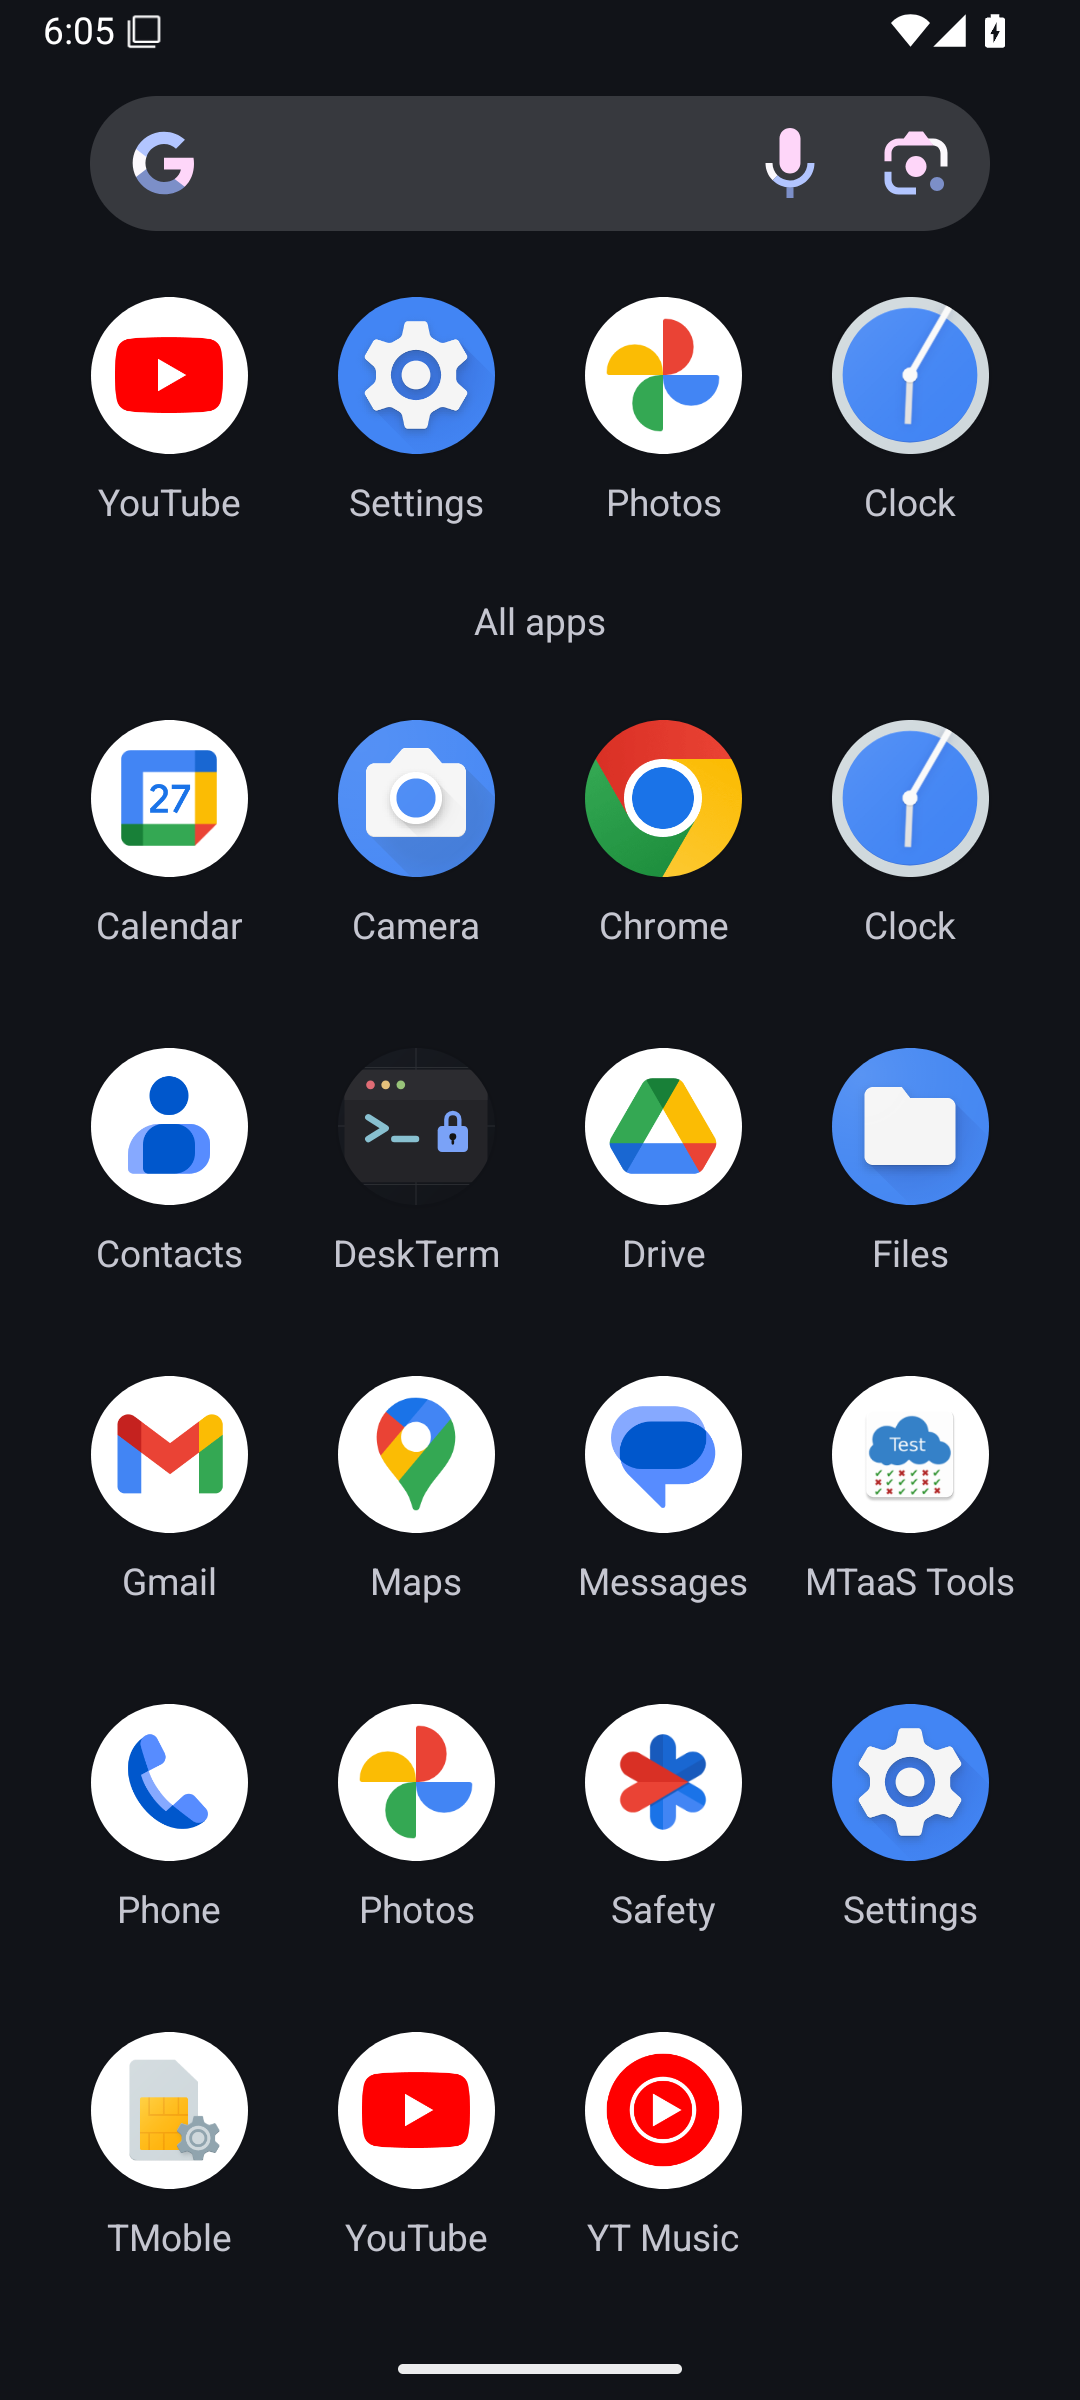 6:05
YouTube Settings Photos Clock
All apps
27
Calendar Camera Chrome Clock
Contacts DeskTerm Drive Files
Test
Gmail Maps Messages MTaaS Tools
Phone Photos Safety Settings
TMoble YouTube YT Music